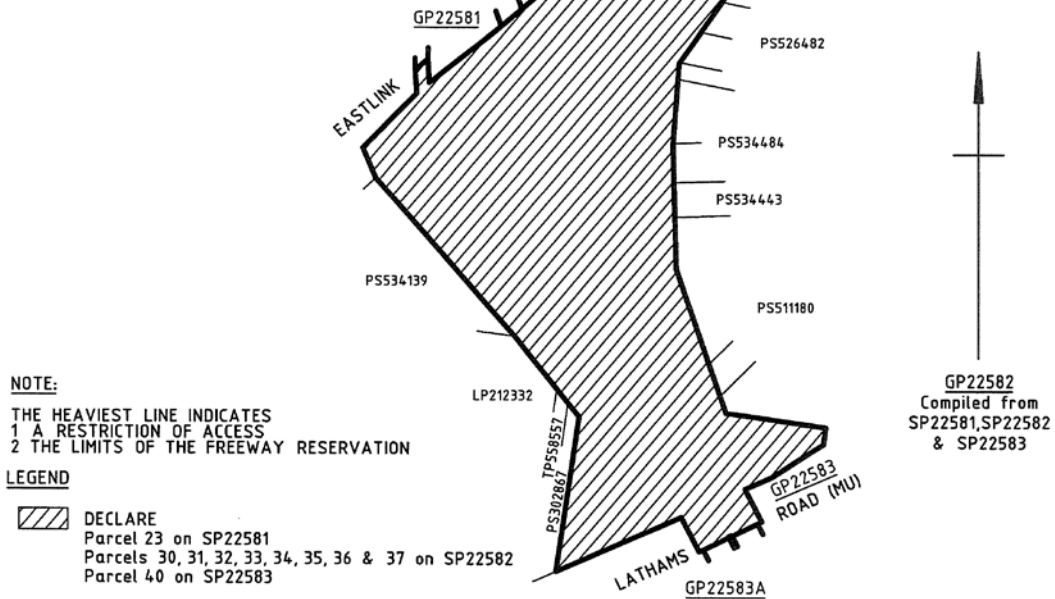 GP22581
PS526482
EASTLINK
PS534484
PS534443
PS534139
PS511180
GP22582
Compiled from
SP22581,SP22582
& SP22583
NOTE:
THE HEAVIEST LINE INDICATES
1 A RESTRICTION OF ACCESS
2 THE LIMITS OF THE FREEWAY RESERVATION
LP212332
TP558557
PS302867
GP22583
ROAD (MU)
LEGEND
DECLARE
Parcel 23 on SP22581
Parcels 30, 31, 32, 33, 34, 35, 36 & 37 on SP22582
Parcel 40 on SP22583
LATHAMS
GP22583A